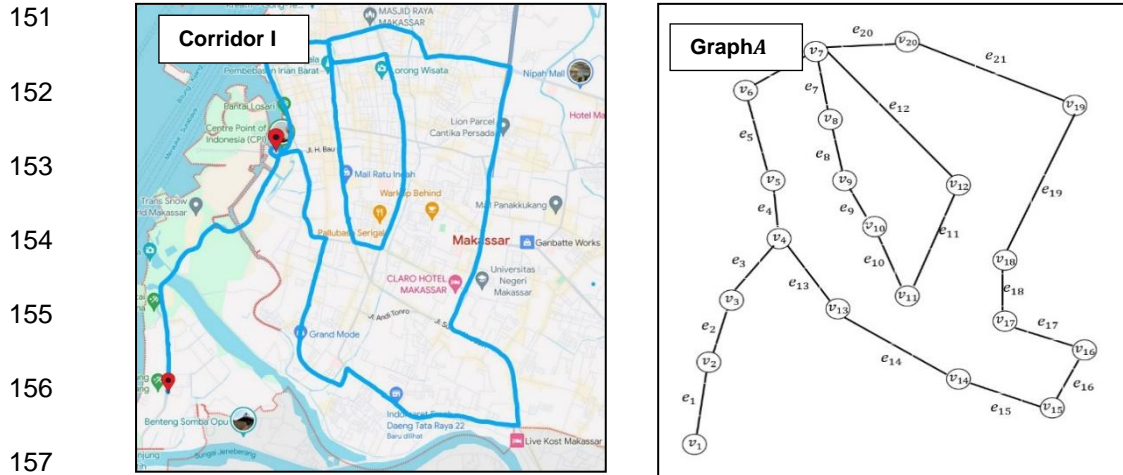 151
152
153
154
155
156
157
Corridor I
MASJID RAYA
MAKASSAR
Pembebasan Irian Barat
Lorong Wisata
Nipah Mall
Hotel Ma
Pantai Losari
Centre Point of
Indonesia (CPI)
Jl. H. Bau
Lion Parcel
Cantika Persada
Mall Ratu Indah
Trans Snow
rid Makassar
Warkop Behind
Mall Panakkukang
Pallubasa Serigala
Makassar
Ganbatte Works
CLARO HOTEL
MAKASSAR
Universitas
Negeri
Makassar
Jl Andi Tonro
Grand Mode
Benteng Somba Opu
Daeng Tata Raya 22
Baru dilihat
Live Kost Makassar
Sungai Jeneberang
GraphA
e20
v20
v7
e21
v6
e7
e12
v19
v8
e5
e8
v5
v9
v12
e19
e4
e9
v10
e11
v4
e10
v18
e3
e13
v11
e18
v3
v13
v17
e17
e2
v16
e14
v2
v14
e16
e15
v15
e1
v1